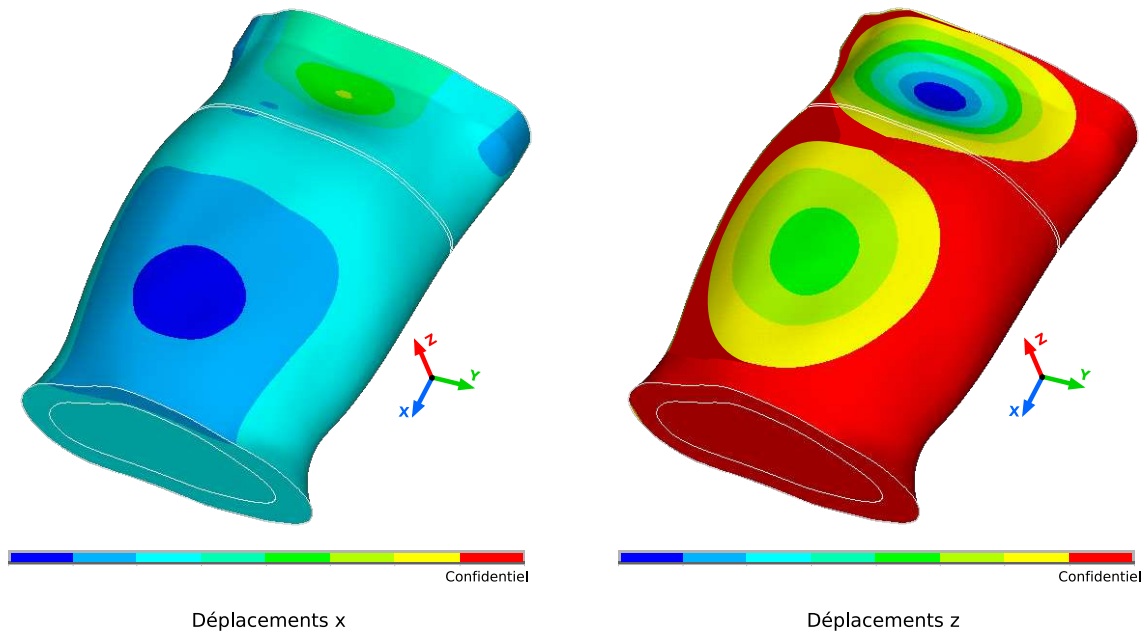 Z
Y
X
Z
Y
X
Confidentiel
Confidentiel
Déplacements x
Déplacements z